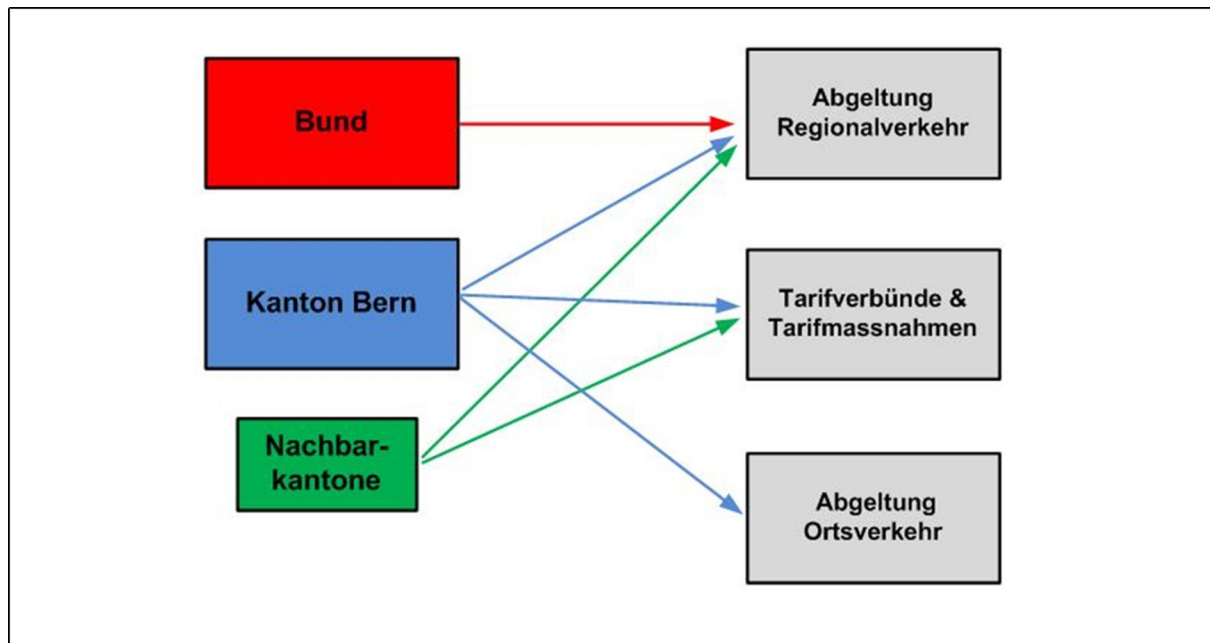 Bund
Kanton Bern
Nachbar-
kantone
Abgeltung
Regionalverkehr
Tarifverbünde &
Tarifmassnahmen
Abgeltung
Ortsverkehr